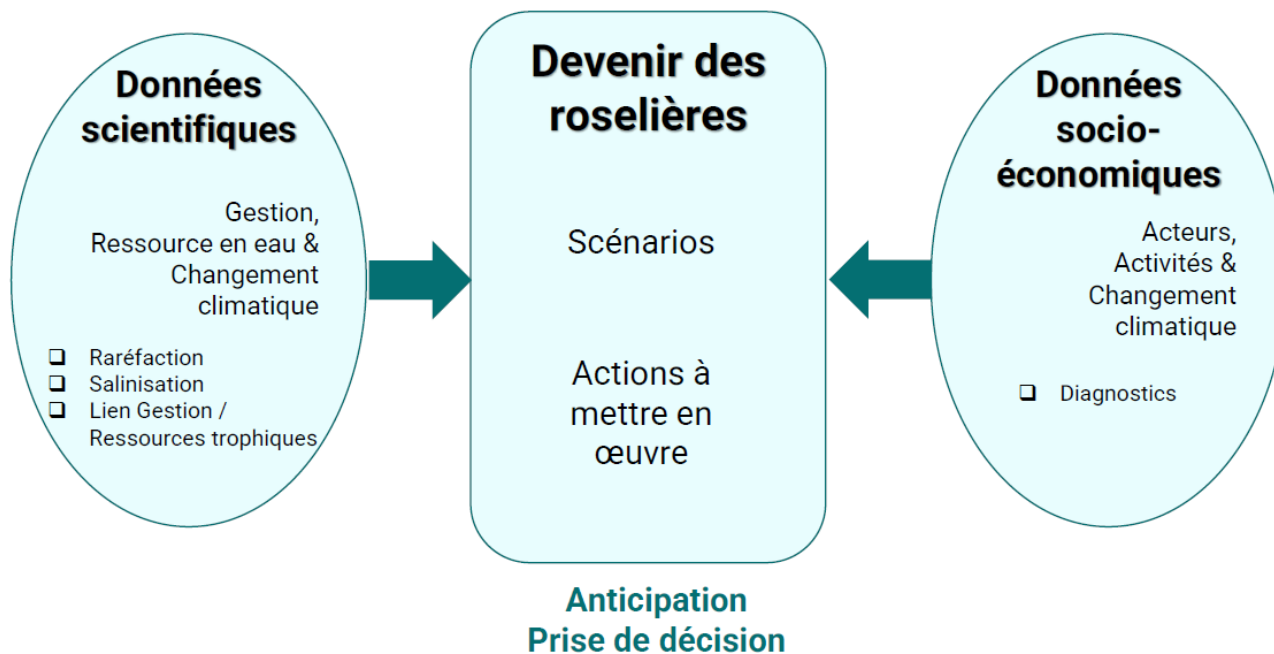 Données
scientifiques
Gestion,
Ressource en eau &
Changement
climatique
❑ Raréfaction
❑ Salinisation
❑ Lien Gestion /
Ressources trophiques
Devenir des
roselières
Scénarios
Actions à
mettre en
œuvre
Données
socio-
économiques
Acteurs,
Activités &
Changement
climatique
❑ Diagnostics
Anticipation
Prise de décision